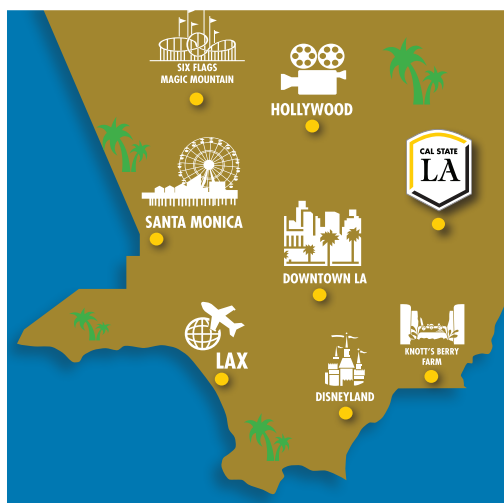 SIX FLAGS
MAGIC MOUNTAIN
HOLLYWOOD
CAL STATE
LA
SANTA MONICA
DOWNTOWN LA
LAX
KNOTT'S BERRY
FARM
DISNEYLAND